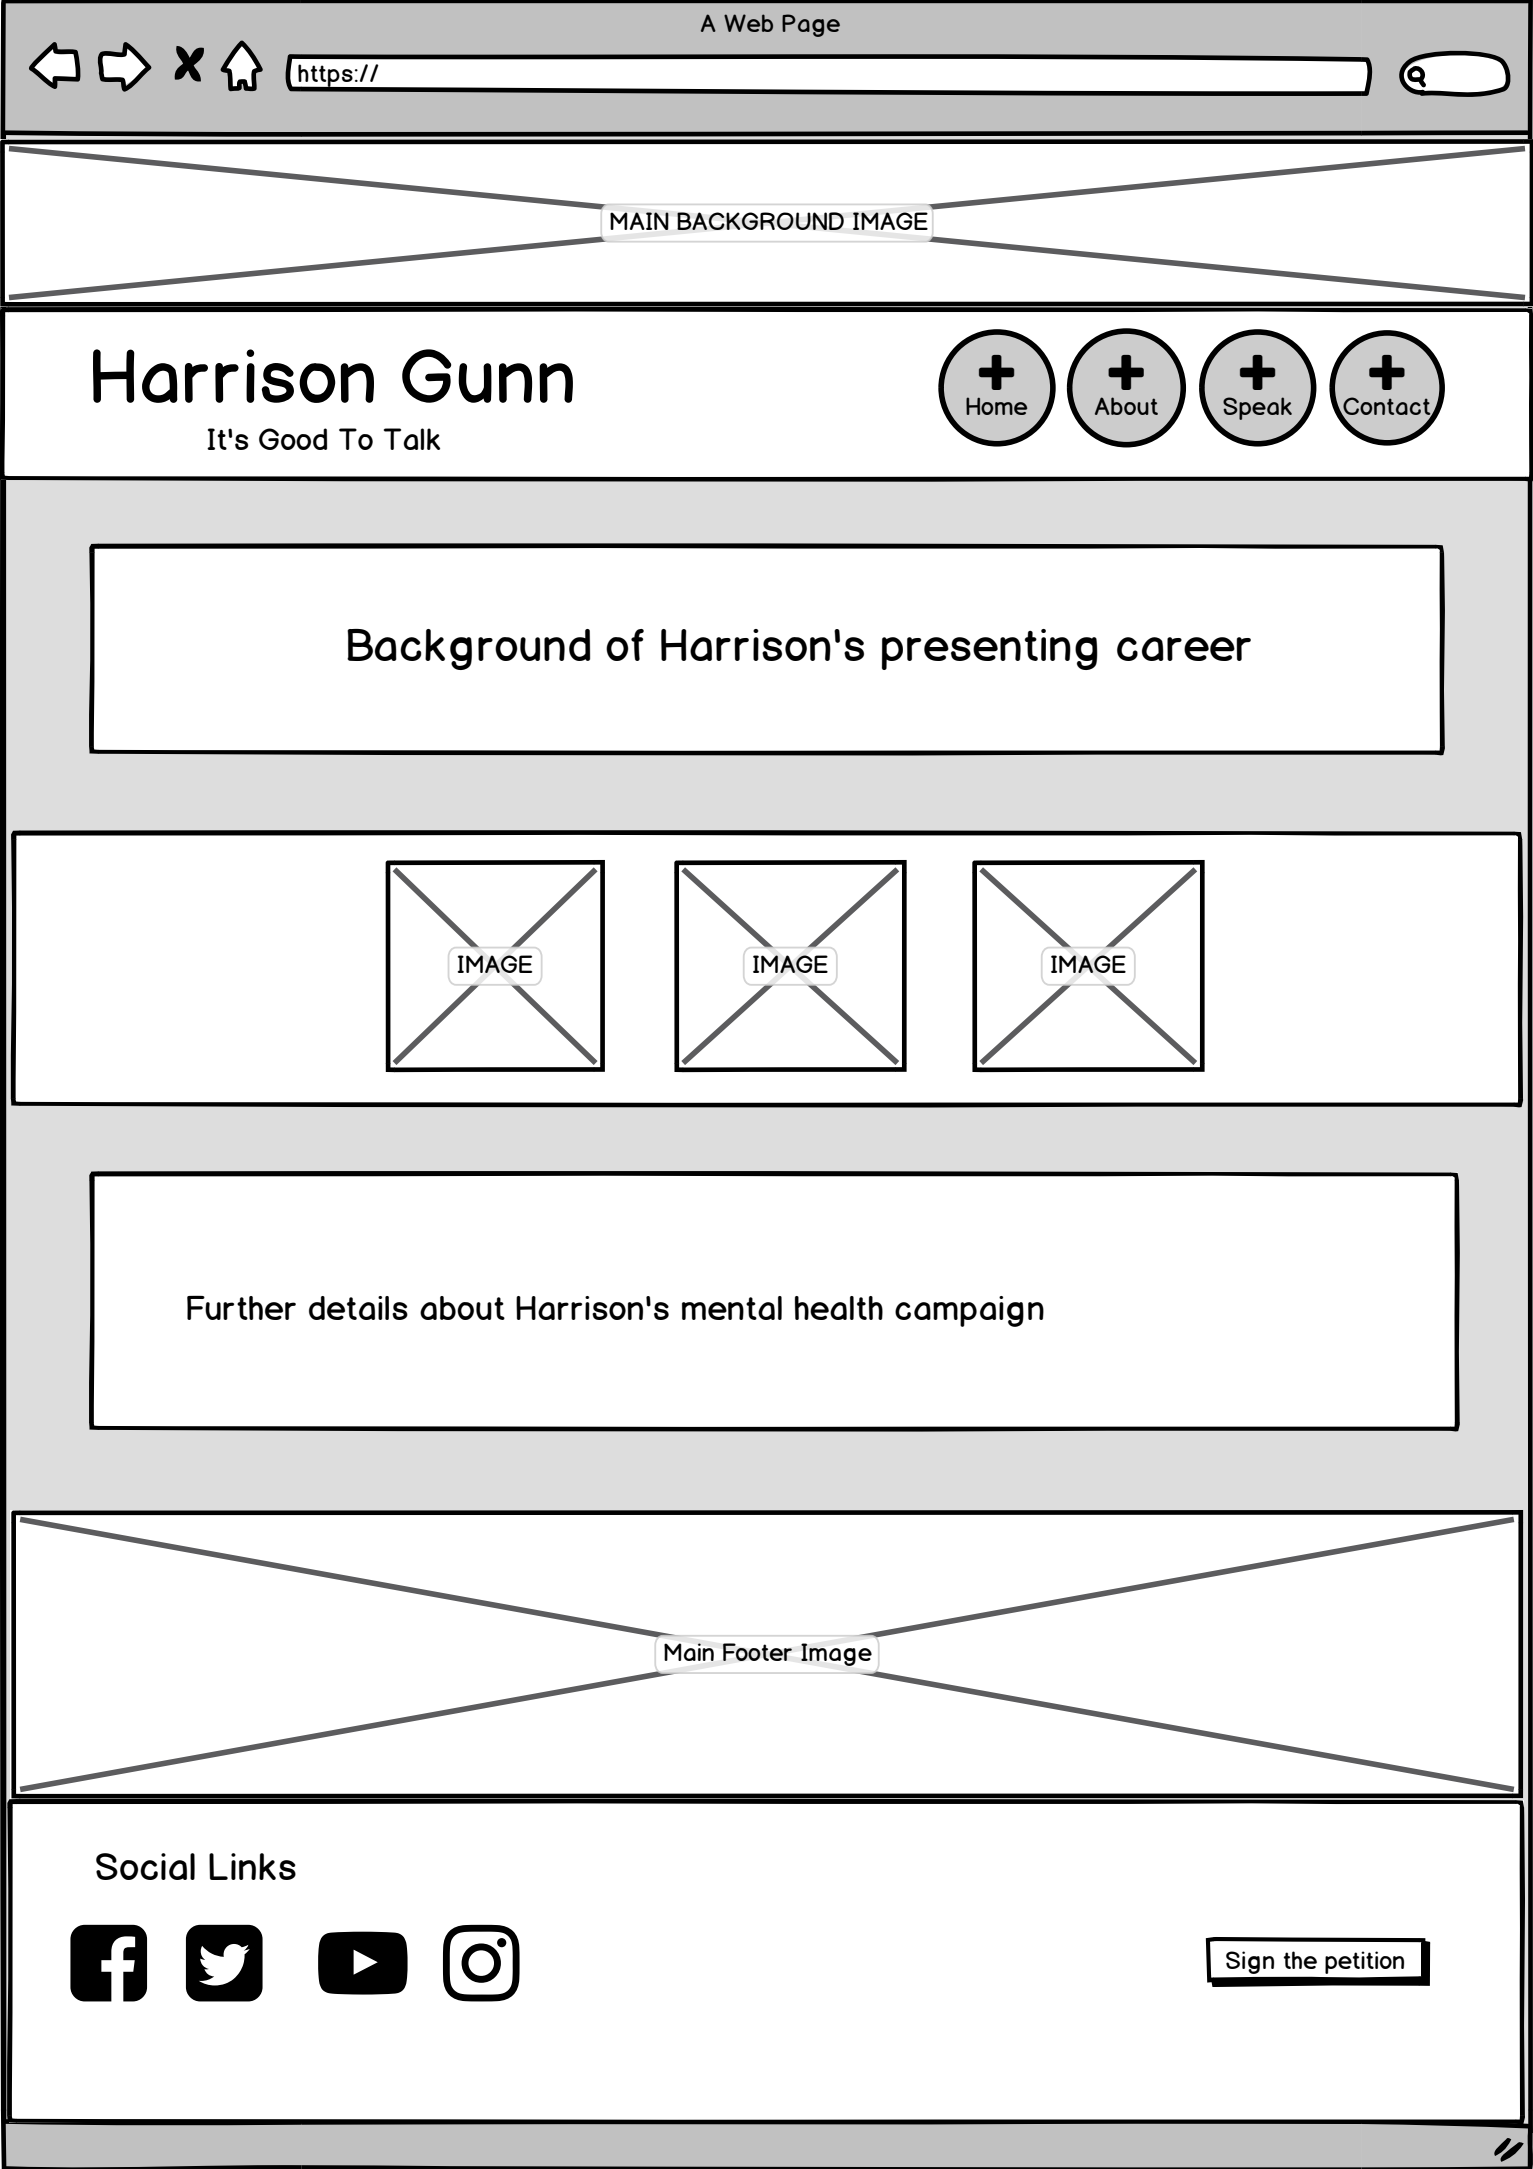 A Web Page
https://
MAIN BACKGROUND IMAGE
Harrison Gunn
It's Good To Talk
Home
About
Speak
Contact
Background of Harrison's presenting career
IMAGE
IMAGE
IMAGE
Further details about Harrison's mental health campaign
Main Footer Image
Social Links
Sign the petition